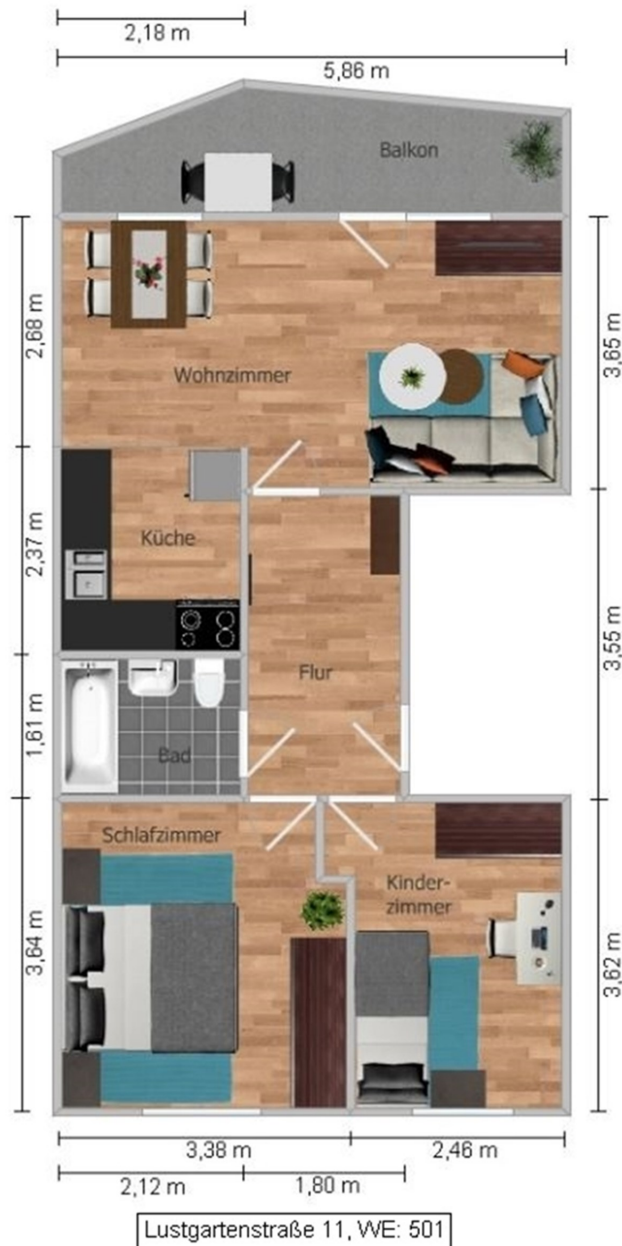 2,18 m
5,86 m
Balkon
2,68 m
3,65 m
Wohnzimmer
Küche
2,37 m
3,55 m
Flur
1,61 m
Bad
Schlafzimmer
Kinder-
zimmer
3,64 m
3,62 m
3,38 m
2,46 m
2,12 m
1,80 m
Lustgartenstraße 11, WE: 501